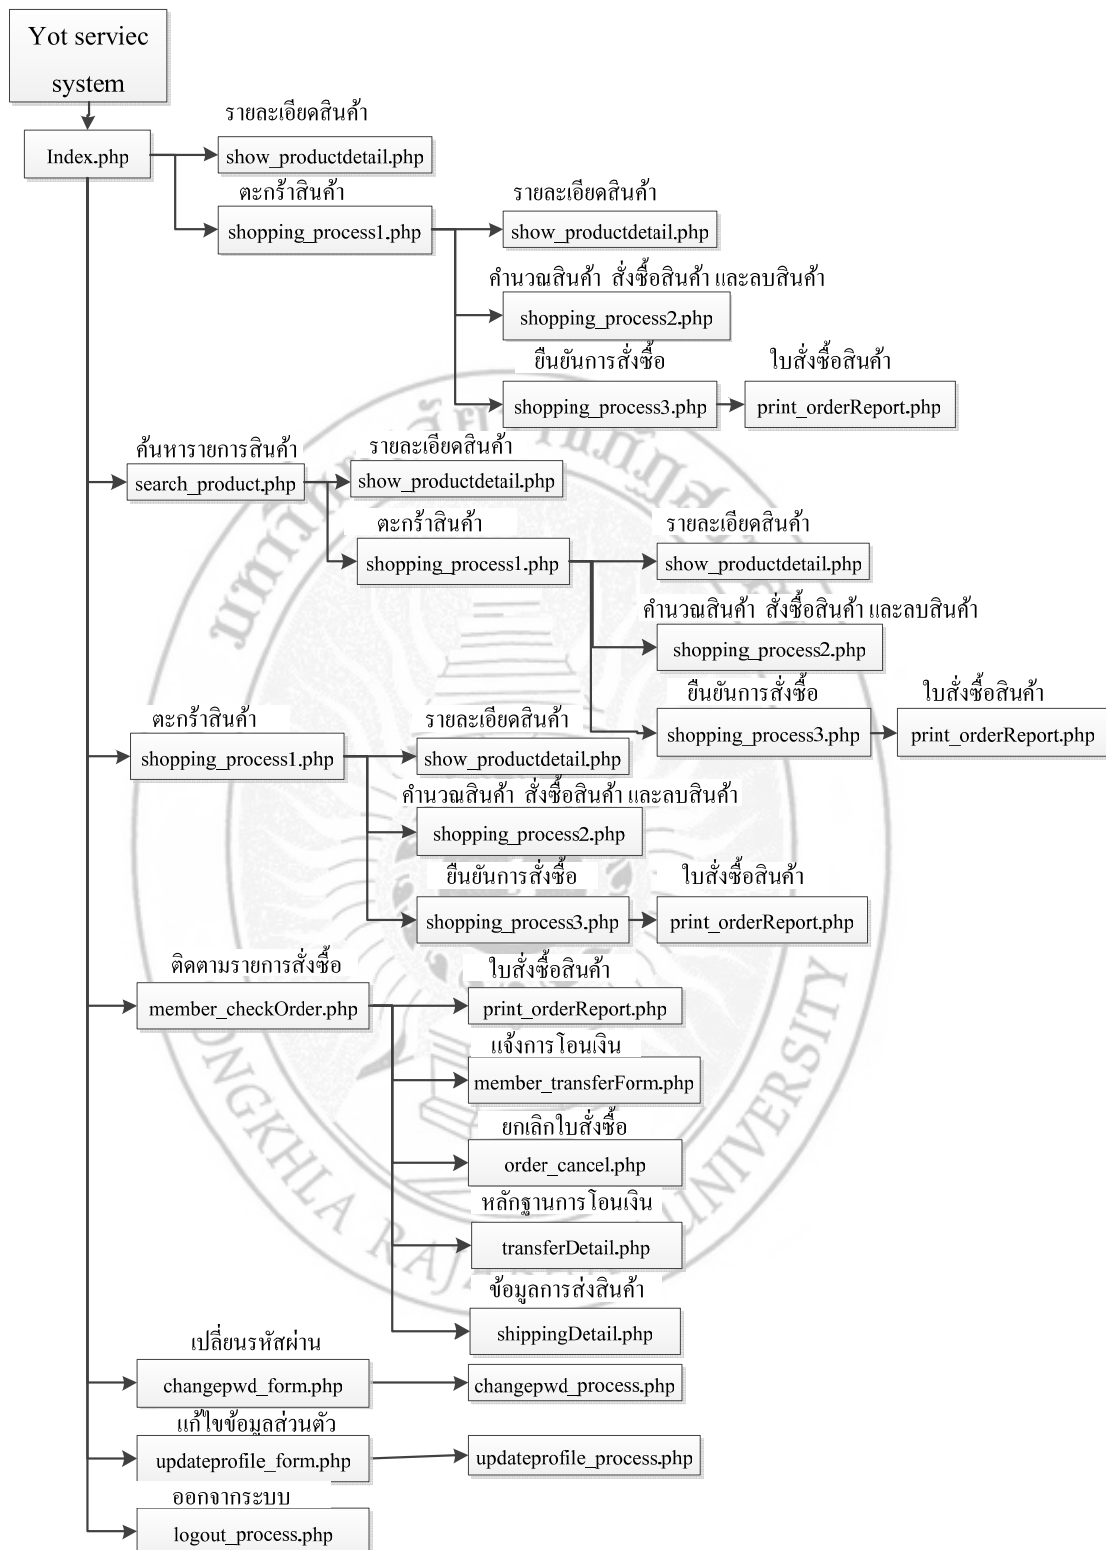 Yot serviec
system
Index.php
รายละเอียดสินค้า
show_productdetail.php
ตะกร้าสินค้า
shopping_process1.php
รายละเอียดสินค้า
show_productdetail.php
คำนวณสินค้า สั่งซื้อสินค้า และลบสินค้า
shopping_process2.php
ยืนยันการสั่งซื้อ
shopping_process3.php
ใบสั่งซื้อสินค้า
print_orderReport.php
ค้นหารายการสินค้า
search_product.php
รายละเอียดสินค้า
show_productdetail.php
ตะกร้าสินค้า
shopping_process1.php
รายละเอียดสินค้า
show_productdetail.php
คำนวณสินค้า สั่งซื้อสินค้า และลบสินค้า
shopping_process2.php
ยืนยันการสั่งซื้อ
shopping_process3.php
ใบสั่งซื้อสินค้า
print_orderReport.php
ตะกร้าสินค้า
shopping_process1.php
รายละเอียดสินค้า
show_productdetail.php
คำนวณสินค้า สั่งซื้อสินค้า และลบสินค้า
shopping_process2.php
ยืนยันการสั่งซื้อ
shopping_process3.php
ใบสั่งซื้อสินค้า
print_orderReport.php
ติดตามรายการสั่งซื้อ
member_checkOrder.php
ใบสั่งซื้อสินค้า
print_orderReport.php
แจ้งการโอนเงิน
member_transferForm.php
ยกเลิกใบสั่งซื้อ
order_cancel.php
หลักฐานการโอนเงิน
transferDetail.php
ข้อมูลการส่งสินค้า
shippingDetail.php
เปลี่ยนรหัสผ่าน
changepwd_form.php
changepwd_process.php
แก้ไขข้อมูลส่วนตัว
updateprofile_form.php
updateprofile_process.php
ออกจากระบบ
logout_process.php
UNIVERSITY